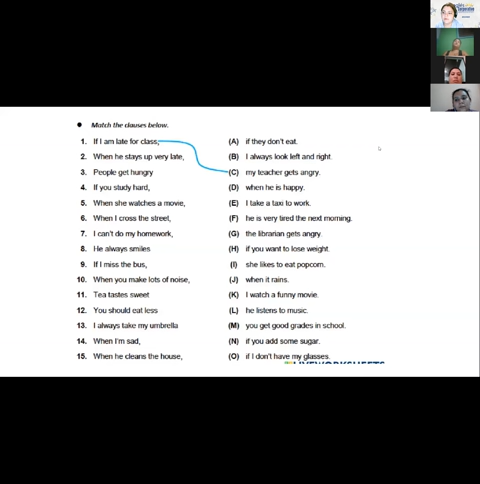 Match the clauses below.
1. If I am late for class, (A) if they don't eat.
2. When he stays up very late, (B) I always look left and right.
3. People get hungry (C) my teacher gets angry.
4. If you study hard, (D) when he is happy.
5. When she watches a movie, (E) I take a taxi to work.
6. When I cross the street, (F) he is very tired the next morning.
7. I can't do my homework, (G) the librarian gets angry.
8. He always smiles (H) if you want to lose weight.
9. If I miss the bus, (I) she likes to eat popcorn.
10. When you make lots of noise, (J) when it rains.
11. Tea tastes sweet (K) I watch a funny movie.
12. You should eat less (L) he listens to music.
13. I always take my umbrella (M) you get good grades in school.
14. When I'm sad, (N) if you add some sugar.
15. When he cleans the house, (O) if I don't have my glasses.
LIVEWORKSHEETS